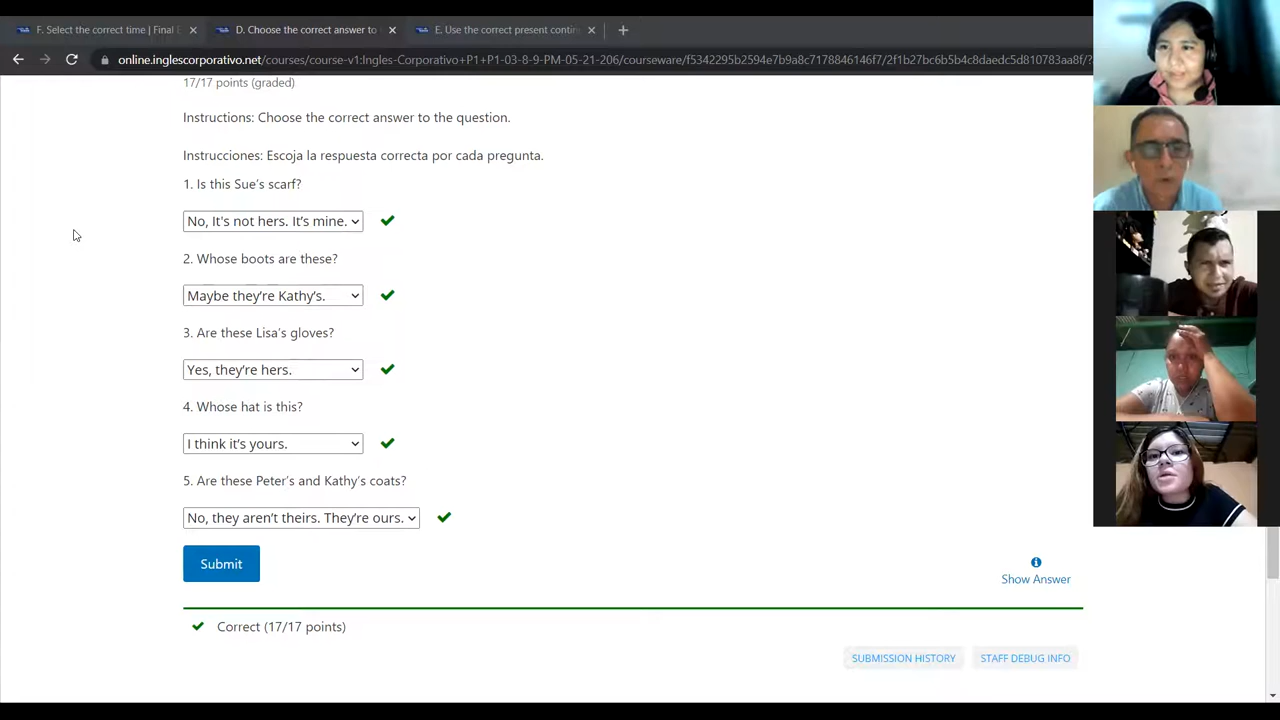 F. Select the correct time | Final E
D. Choose the correct answer to
E. Use the correct present contin
online.inglescorporativo.net/courses/course-v1:Ingles-Corporativo+P1+P1-03-8-9-PM-05-21-206/courseware/f5342295b2594e7b9a8c7178846146f7/2f1b27bc6b5b4c8daedc5d810783aa8f/?
17/17 points (graded)
Instructions: Choose the correct answer to the question.
Instrucciones: Escoja la respuesta correcta por cada pregunta.
1. Is this Sue's scarf?
No, It's not hers. It's mine.
2. Whose boots are these?
Maybe they're Kathy's.
3. Are these Lisa's gloves?
Yes, they're hers.
4. Whose hat is this?
I think it's yours.
5. Are these Peter's and Kathy's coats?
No, they aren't theirs. They're ours.
Submit
Show Answer
Correct (17/17 points)
SUBMISSION HISTORY
STAFF DEBUG INFO